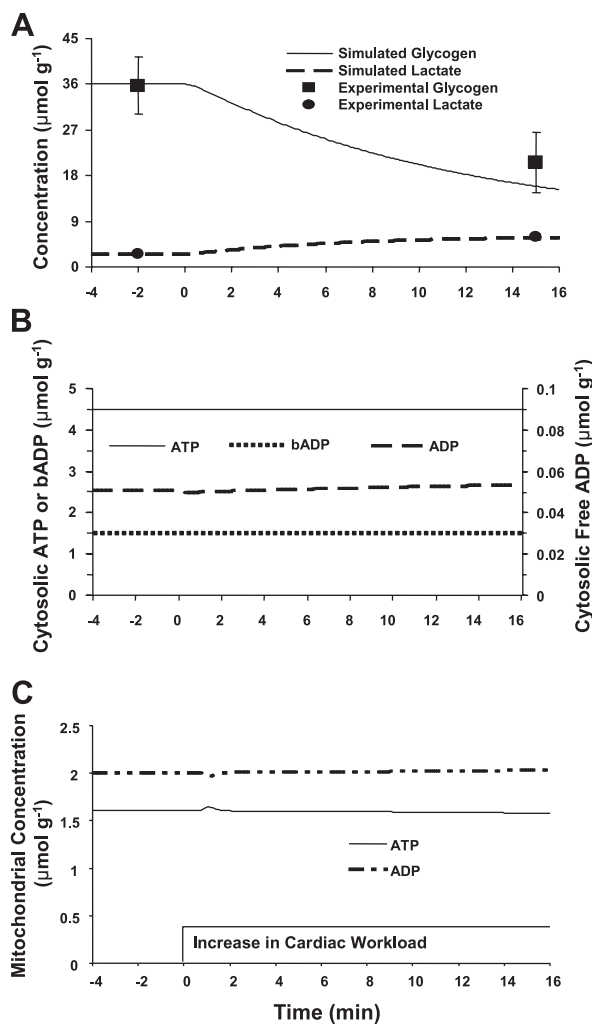 A
Concentration (μmol g-1)
45
36
27
18
9
0
Simulated Glycogen
Simulated Lactate
Experimental Glycogen
Experimental Lactate
-4 -2 0 2 4 6 8 10 12 14 16
B
Cytosolic ATP or bADP (μmol g-1)
5
4
3
2
1
0
ATP bADP ADP
0.1
0.08
0.06
0.04
0.02
0
Cytosolic Free ADP (μmol g-1)
-4 -2 0 2 4 6 8 10 12 14 16
C
Mitochondrial Concentration
(μmol g-1)
2.5
2
1.5
1
0.5
0
ATP
ADP
Increase in Cardiac Workload
-4 -2 0 2 4 6 8 10 12 14 16
Time (min)